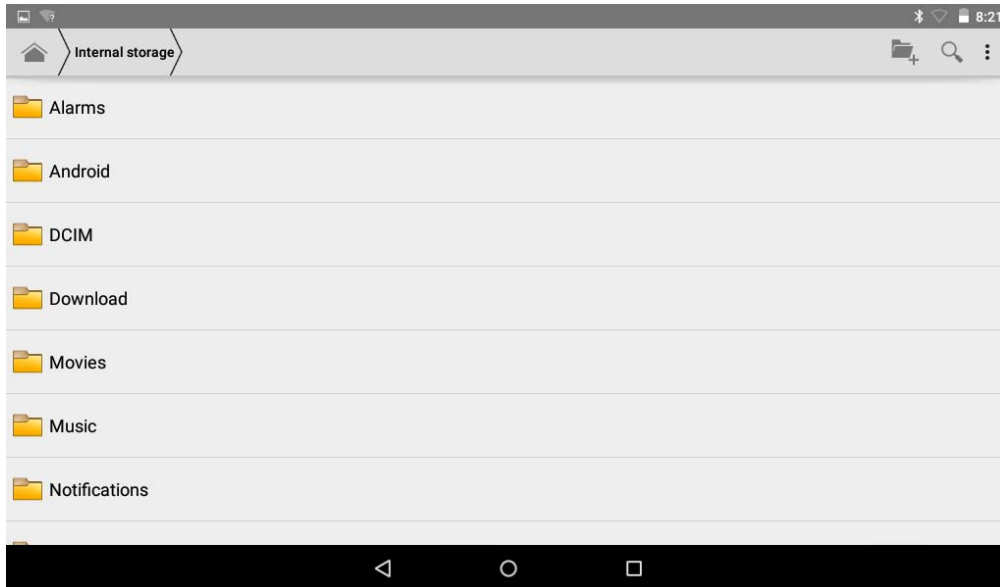 8:21
Internal storage
Alarms
Android
DCIM
Download
Movies
Music
Notifications